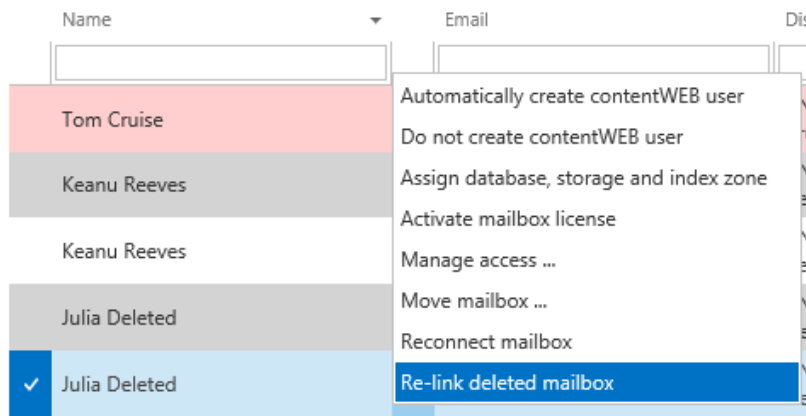 Name Email Dis
Automatically create contentWEB user
Tom Cruise
Do not create contentWEB user
Keanu Reeves
Assign database, storage and index zone
Activate mailbox license
Keanu Reeves
Manage access ...
Move mailbox ...
Julia Deleted
Reconnect mailbox
Julia Deleted
Re-link deleted mailbox